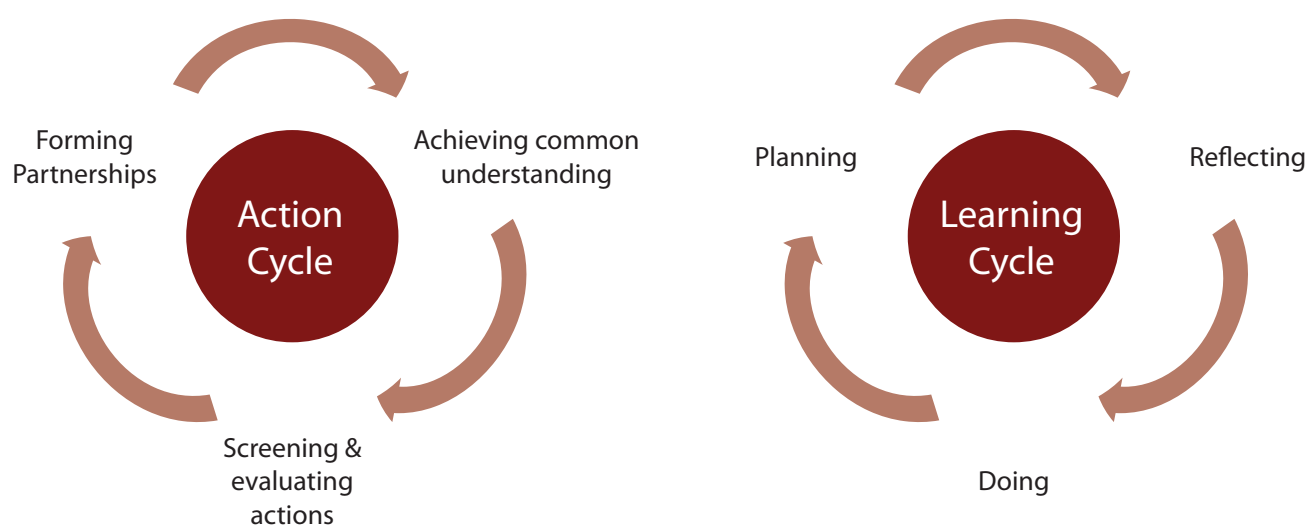 Forming
Partnerships
Action
Cycle
Achieving common
understanding
Screening &
evaluating
actions
Planning
Learning
Cycle
Reflecting
Doing